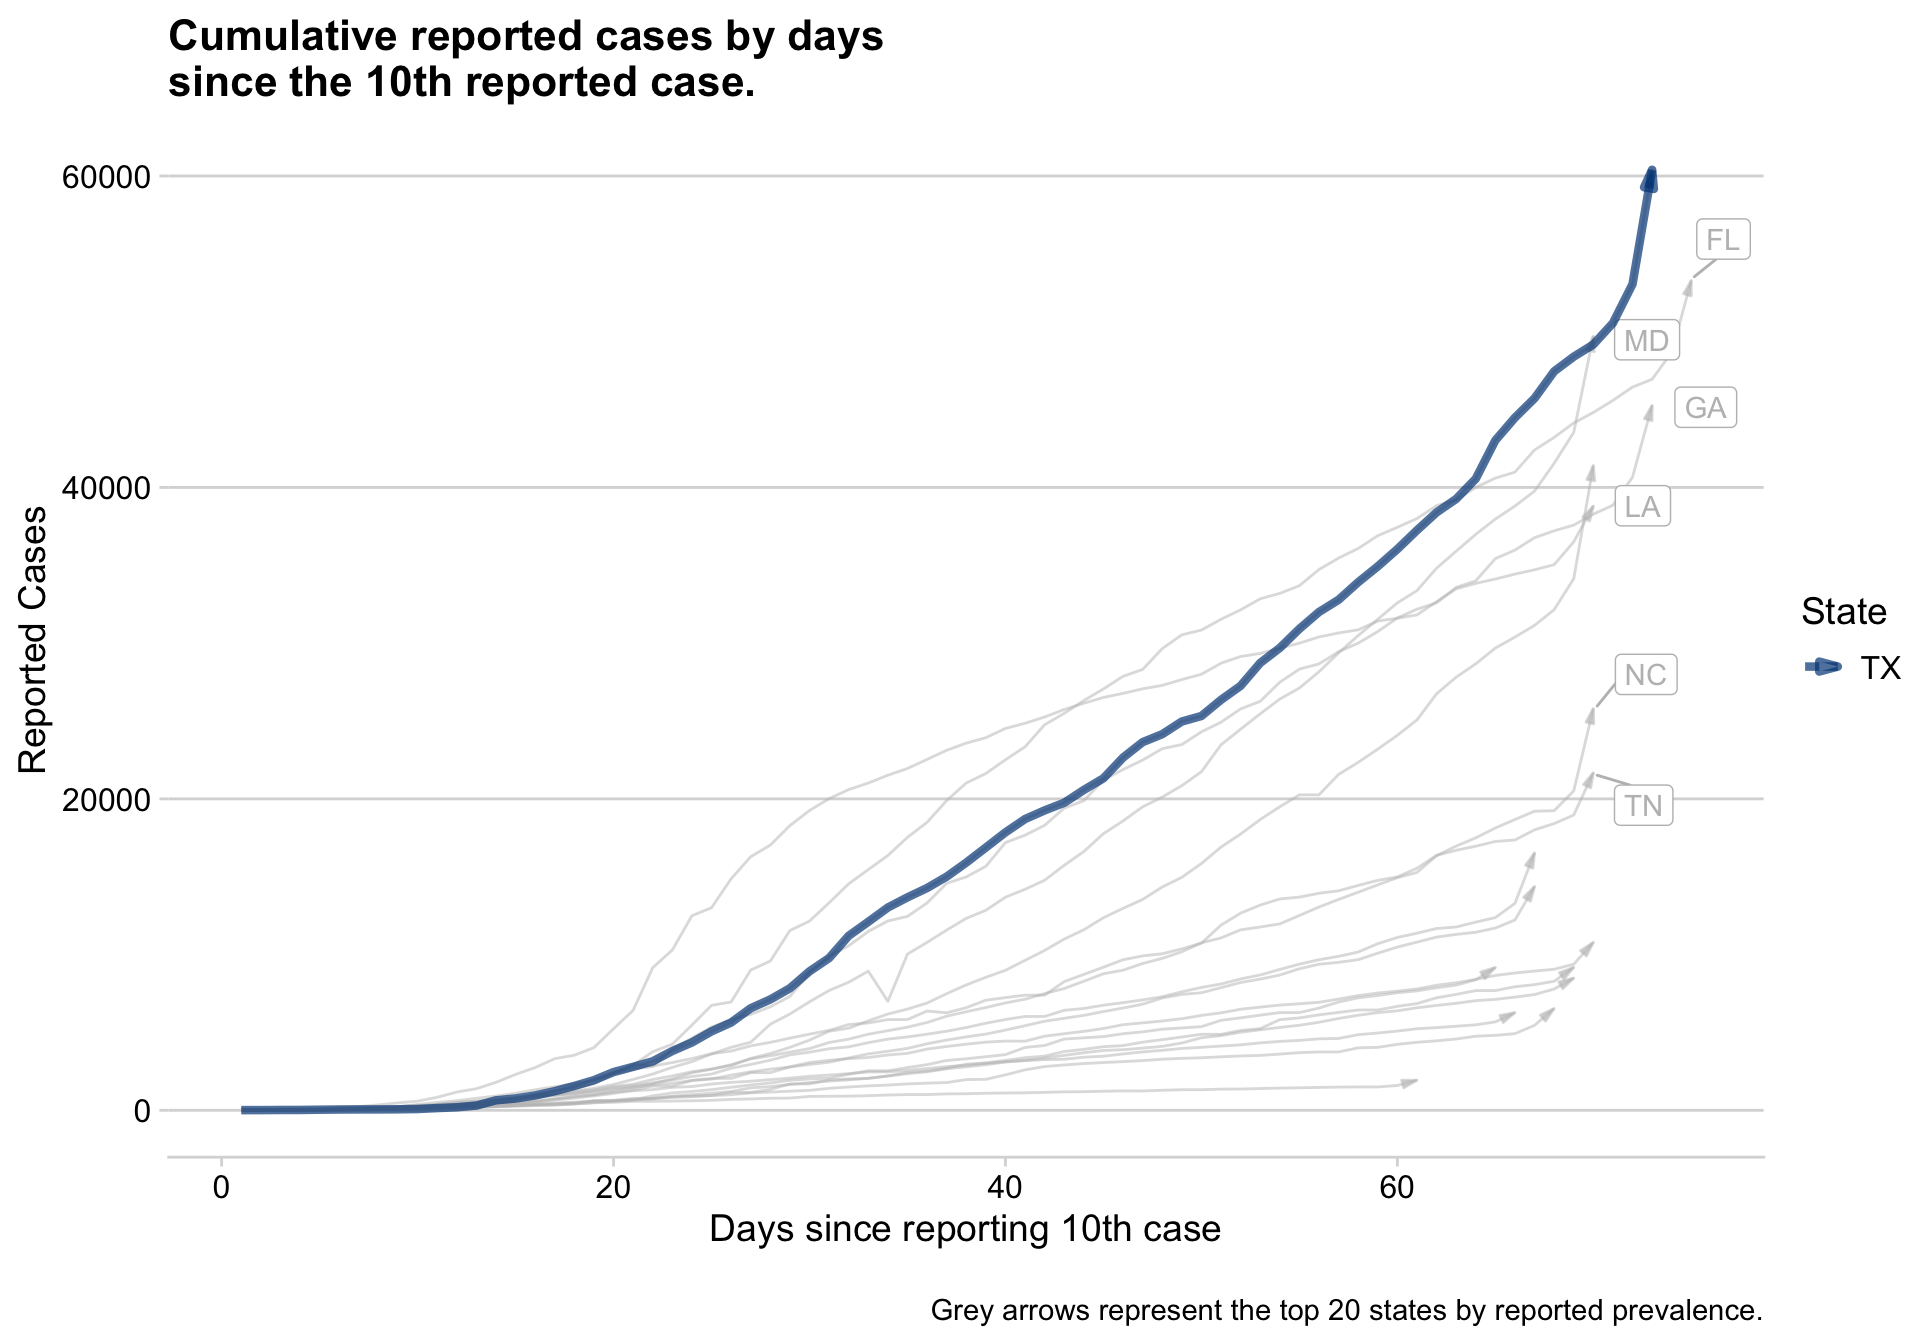 Cumulative reported cases by days
since the 10th reported case.
60000
40000
20000
0
Reported Cases
FL
MD
GA
LA
NC
TN
State
TX
0
20
40
60
Days since reporting 10th case
Grey arrows represent the top 20 states by reported prevalence.